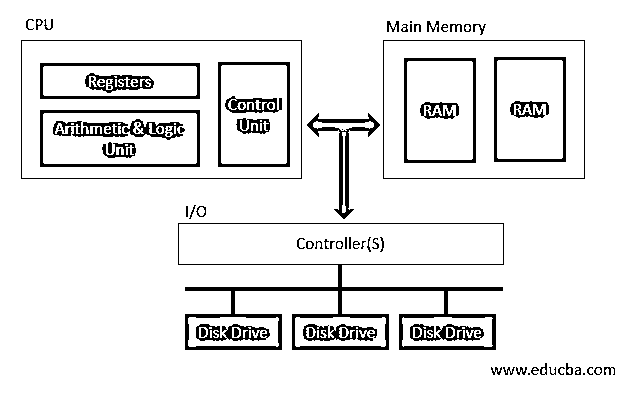 CPU
Main Memory
Registers
Control
Unit
Arithmetic & Logic
Unit
RAM
RAM
I/O
Controller(S)
Disk Drive
Disk Drive
Disk Drive
www.educba.com